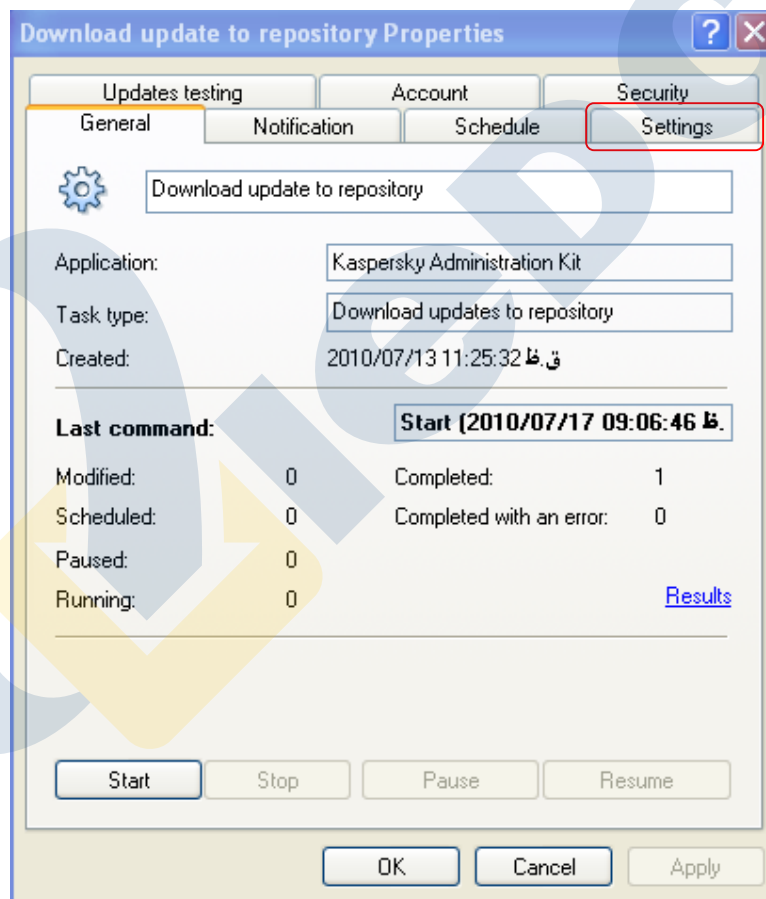 Download update to repository Properties
Updates testing Account Security
General Notification Schedule Settings
Download update to repository
Application: Kaspersky Administration Kit
Task type: Download updates to repository
Created: 2010/07/13 11:25:32 ق.ظ
Last command: Start (2010/07/17 09:06:46 ظ.
Modified: 0 Completed: 1
Scheduled: 0 Completed with an error: 0
Paused: 0
Running: 0 Results
Start Stop Pause Resume
OK Cancel Apply